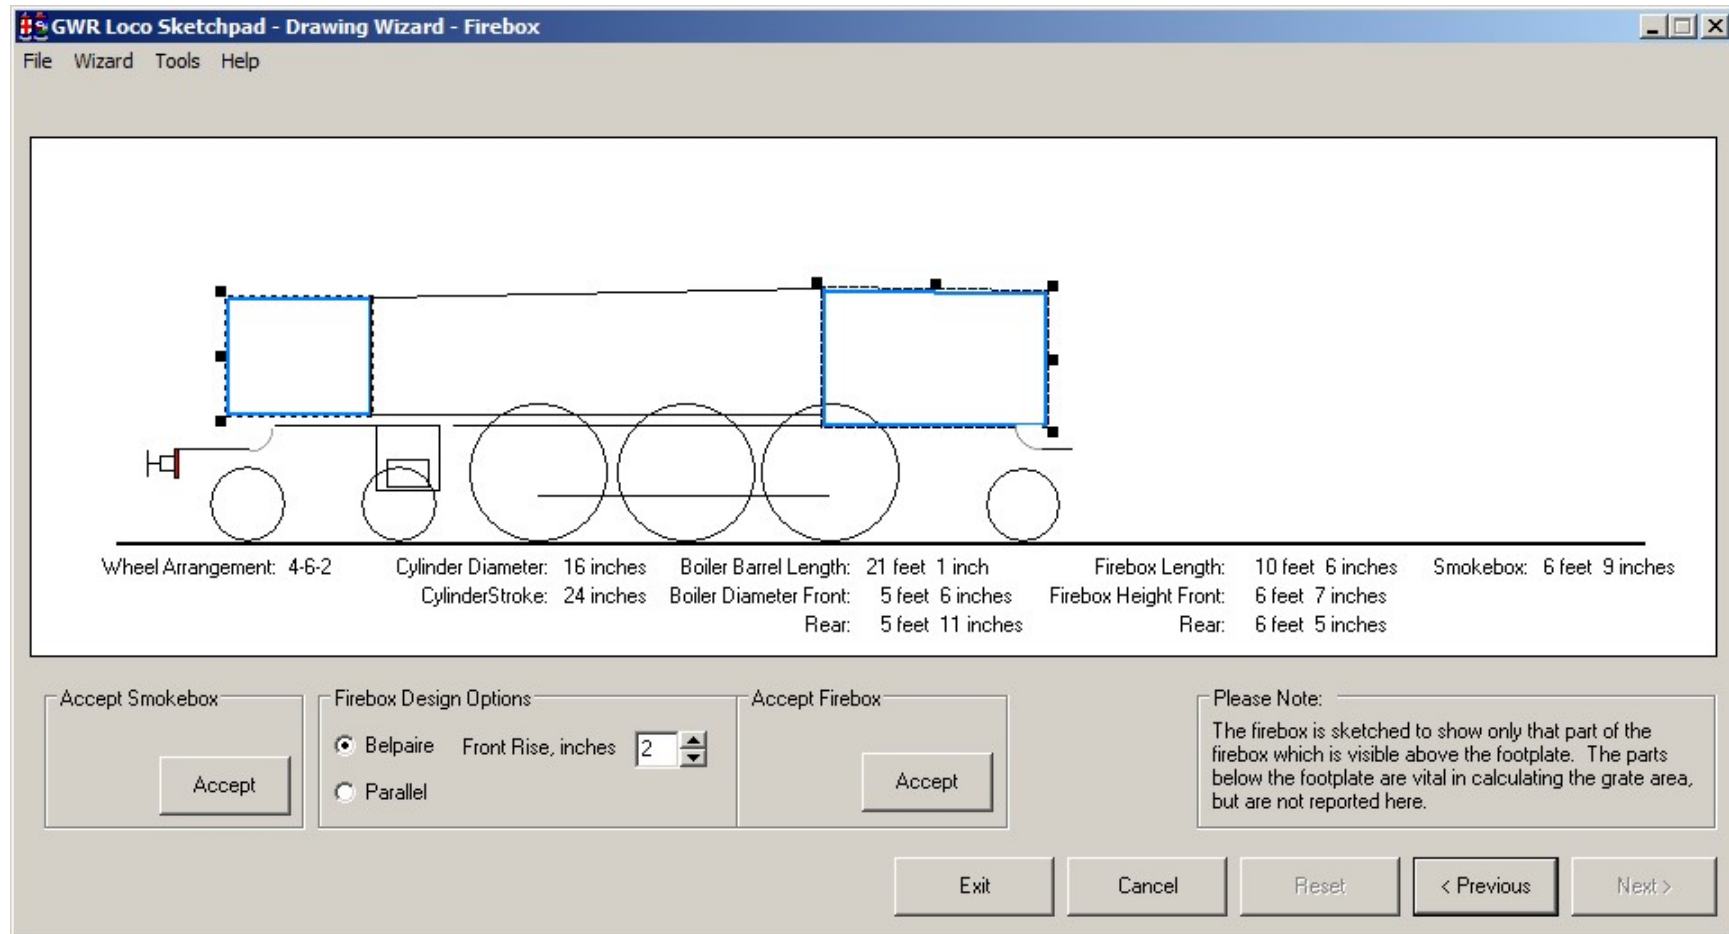 GWR Loco Sketchpad - Drawing Wizard - Firebox
File Wizard Tools Help
Wheel Arrangement: 4-6-2 Cylinder Diameter: 16 inches Boiler Barrel Length: 21 feet 1 inch Firebox Length: 10 feet 6 inches Smokebox: 6 feet 9 inches
CylinderStroke: 24 inches Boiler Diameter Front: 5 feet 6 inches Firebox Height Front: 6 feet 7 inches
Rear: 5 feet 11 inches Rear: 6 feet 5 inches
Accept Smokebox
Accept
Firebox Design Options
Belpaire Front Rise, inches 2
Parallel
Accept Firebox
Accept
Please Note:
The firebox is sketched to show only that part of the
firebox which is visible above the footplate. The parts
below the footplate are vital in calculating the grate area,
but are not reported here.
Exit Cancel Reset < Previous Next >